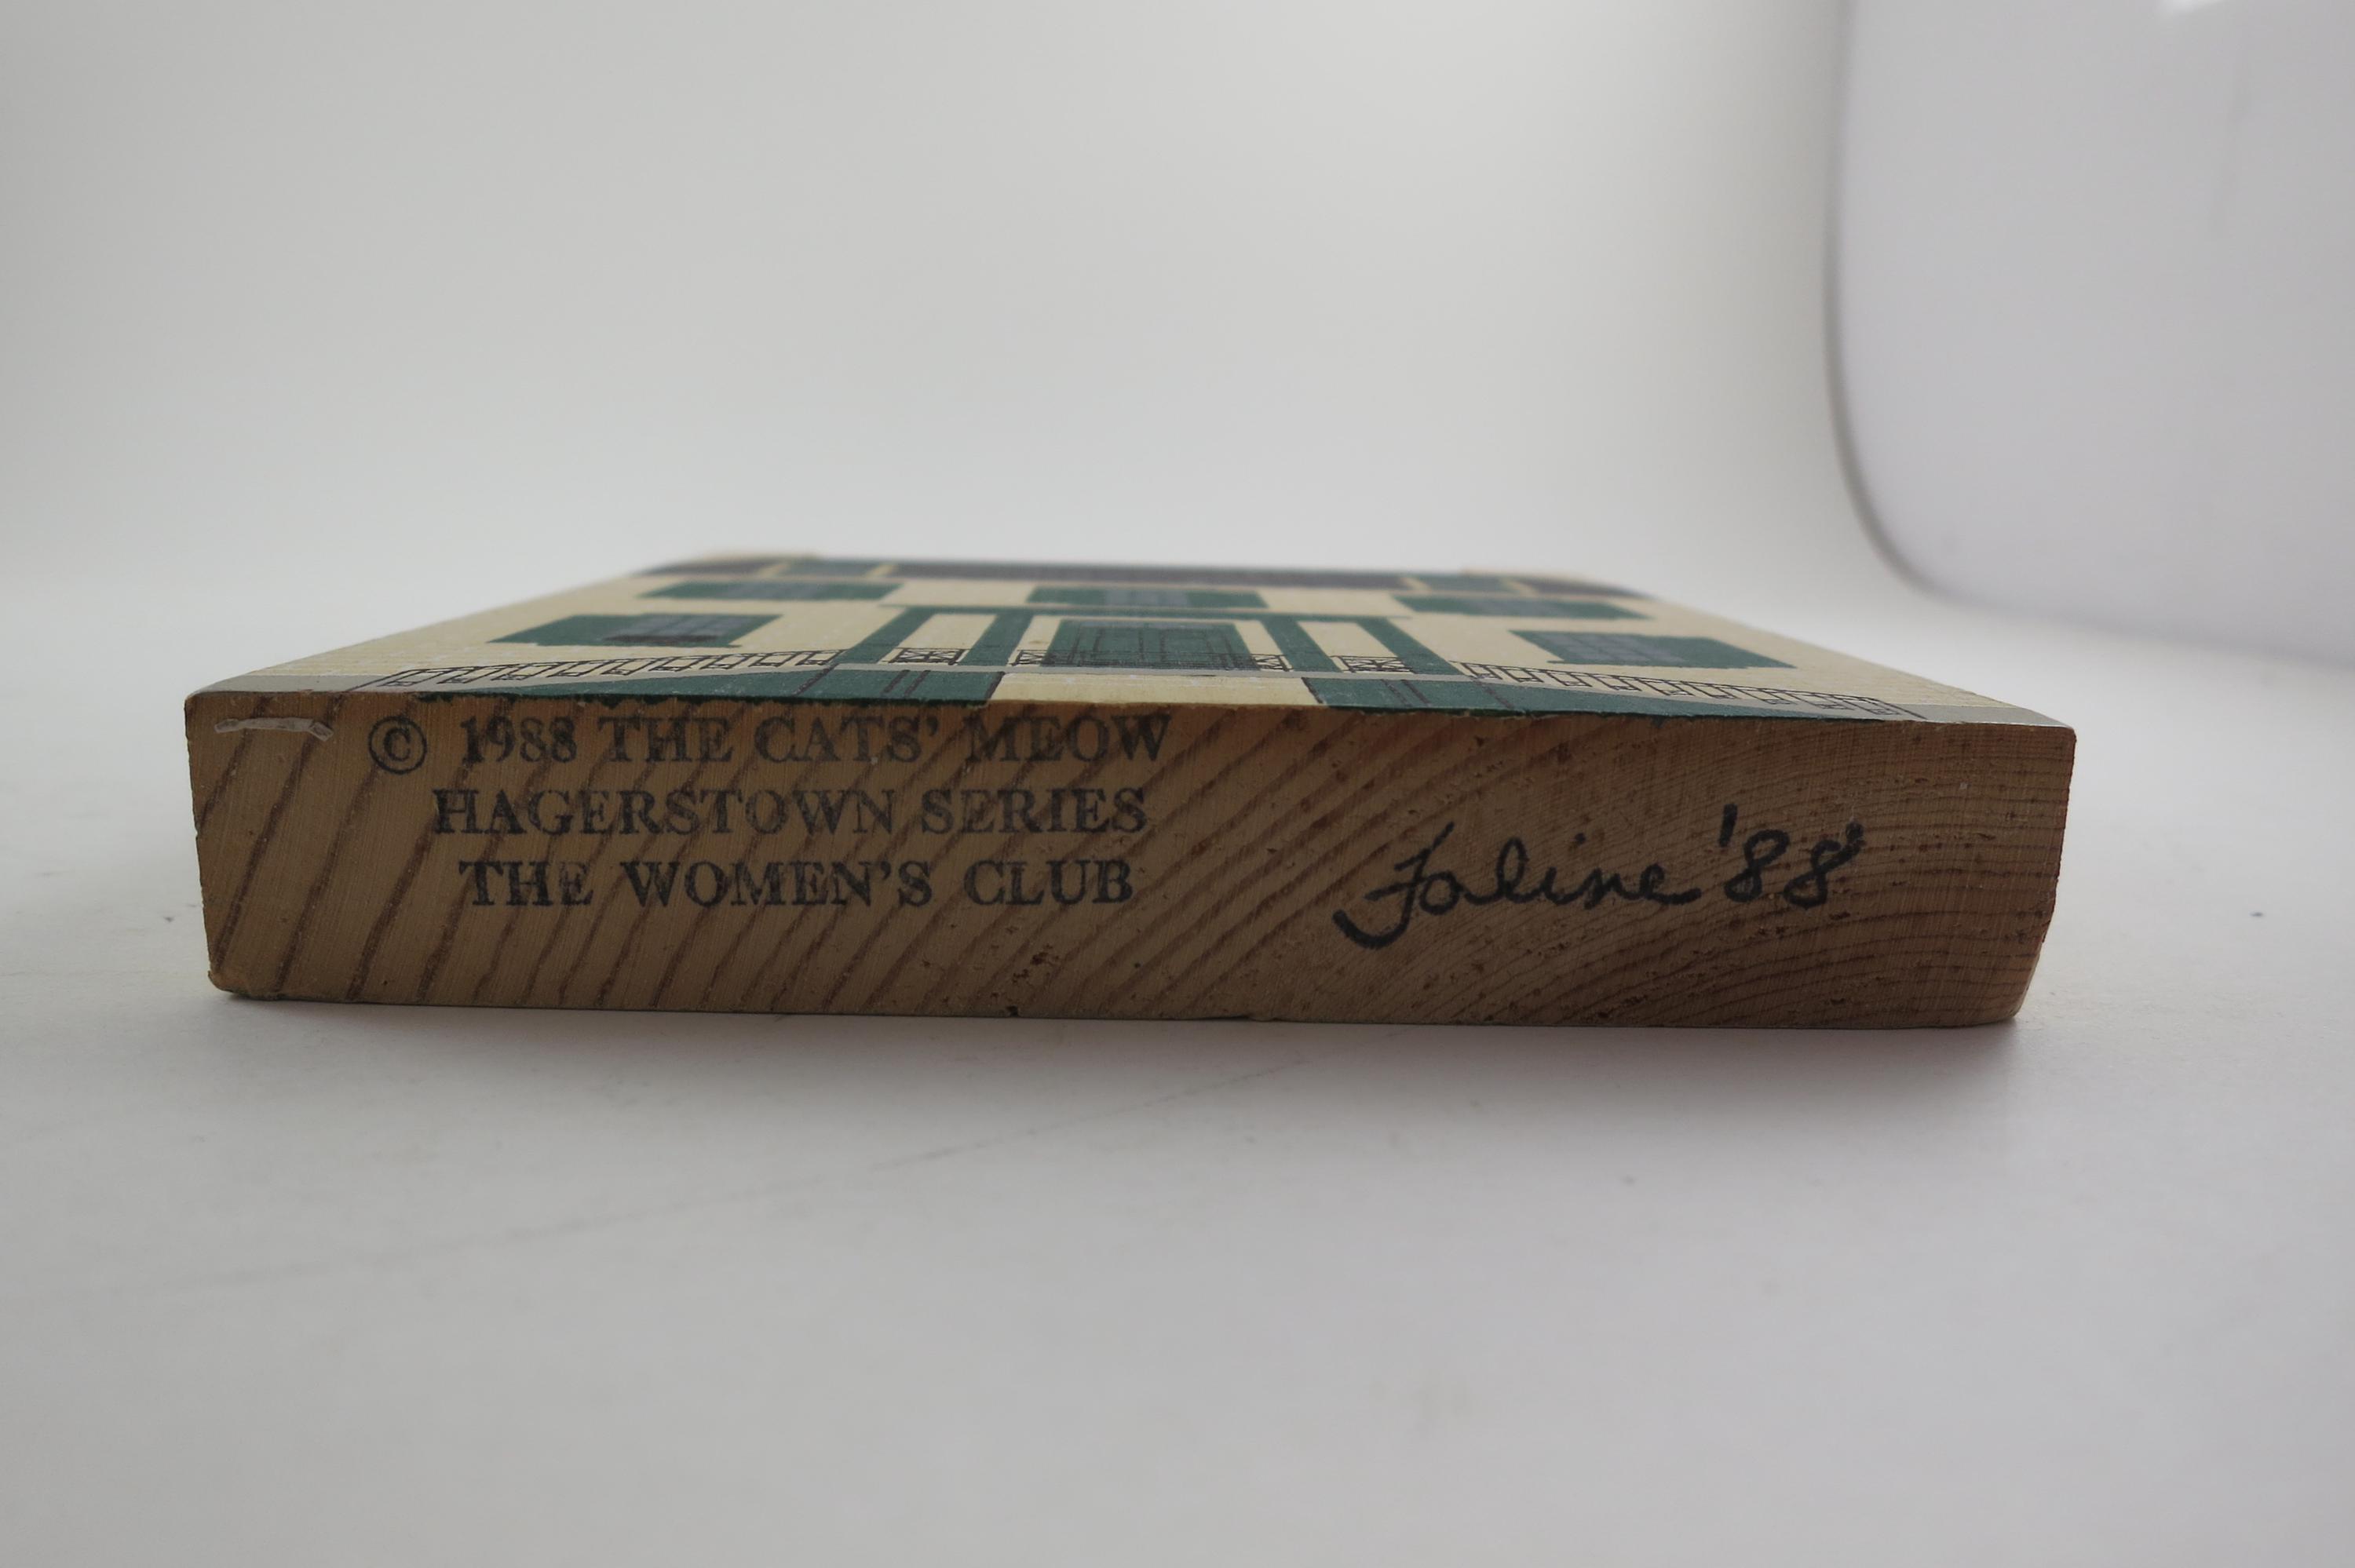 © 1988 THE CATS' MEOW
HAGERSTOWN SERIES
THE WOMEN'S CLUB
Faline '88